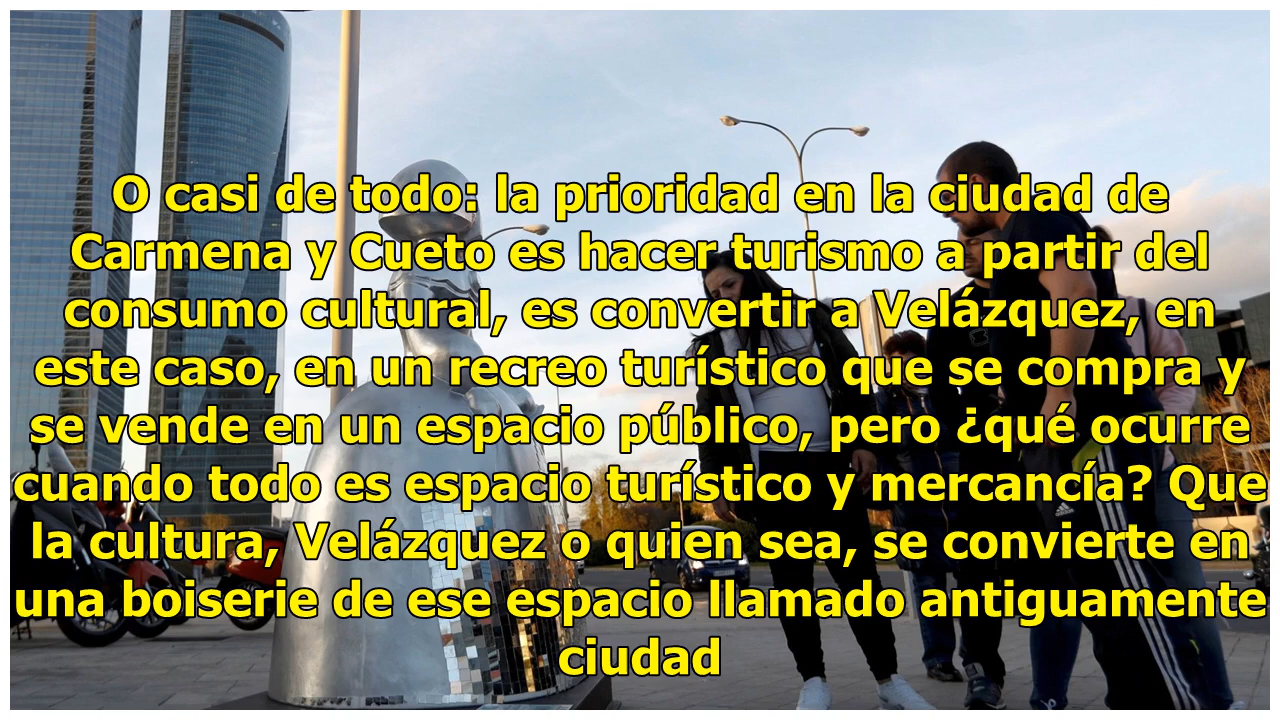 O casi de todo: la prioridad en la ciudad de
Carmena y Cueto es hacer turismo a partir del
consumo cultural, es convertir a Velázquez, en
este caso, en un recreo turístico que se compra y
se vende en un espacio público, pero ¿qué ocurre
cuando todo es espacio turístico y mercancía? Que
la cultura, Velázquez o quien sea, se convierte en
una boiserie de ese espacio llamado antiguamente
ciudad